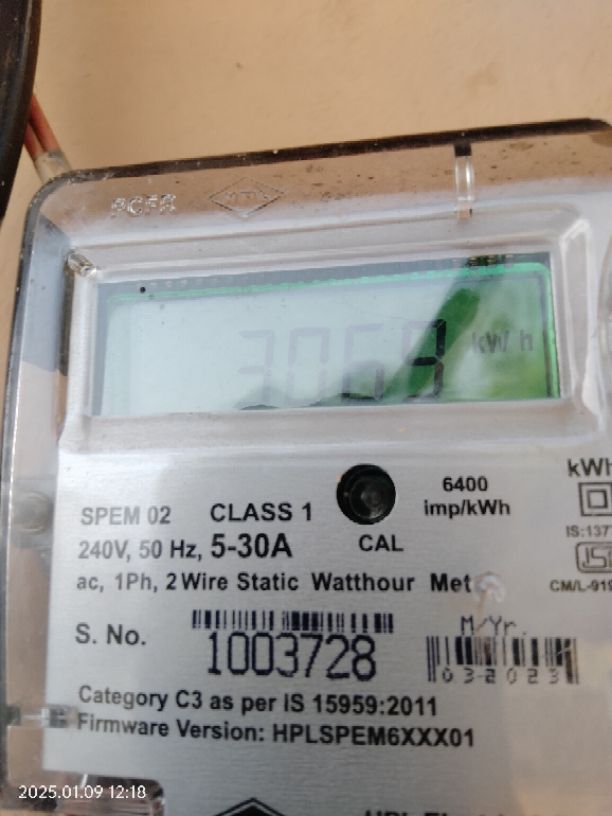 3069 kWh
kWh
6400
imp/kWh
SPEM 02 CLASS 1
240V, 50 Hz, 5-30A
CAL
ac, 1Ph, 2 Wire Static Watthour Met
S. No.
1003728
M/Yr.
03-2023
Category C3 as per IS 15959:2011
Firmware Version: HPLSPEM6XXX01
2025.01.09 12:18